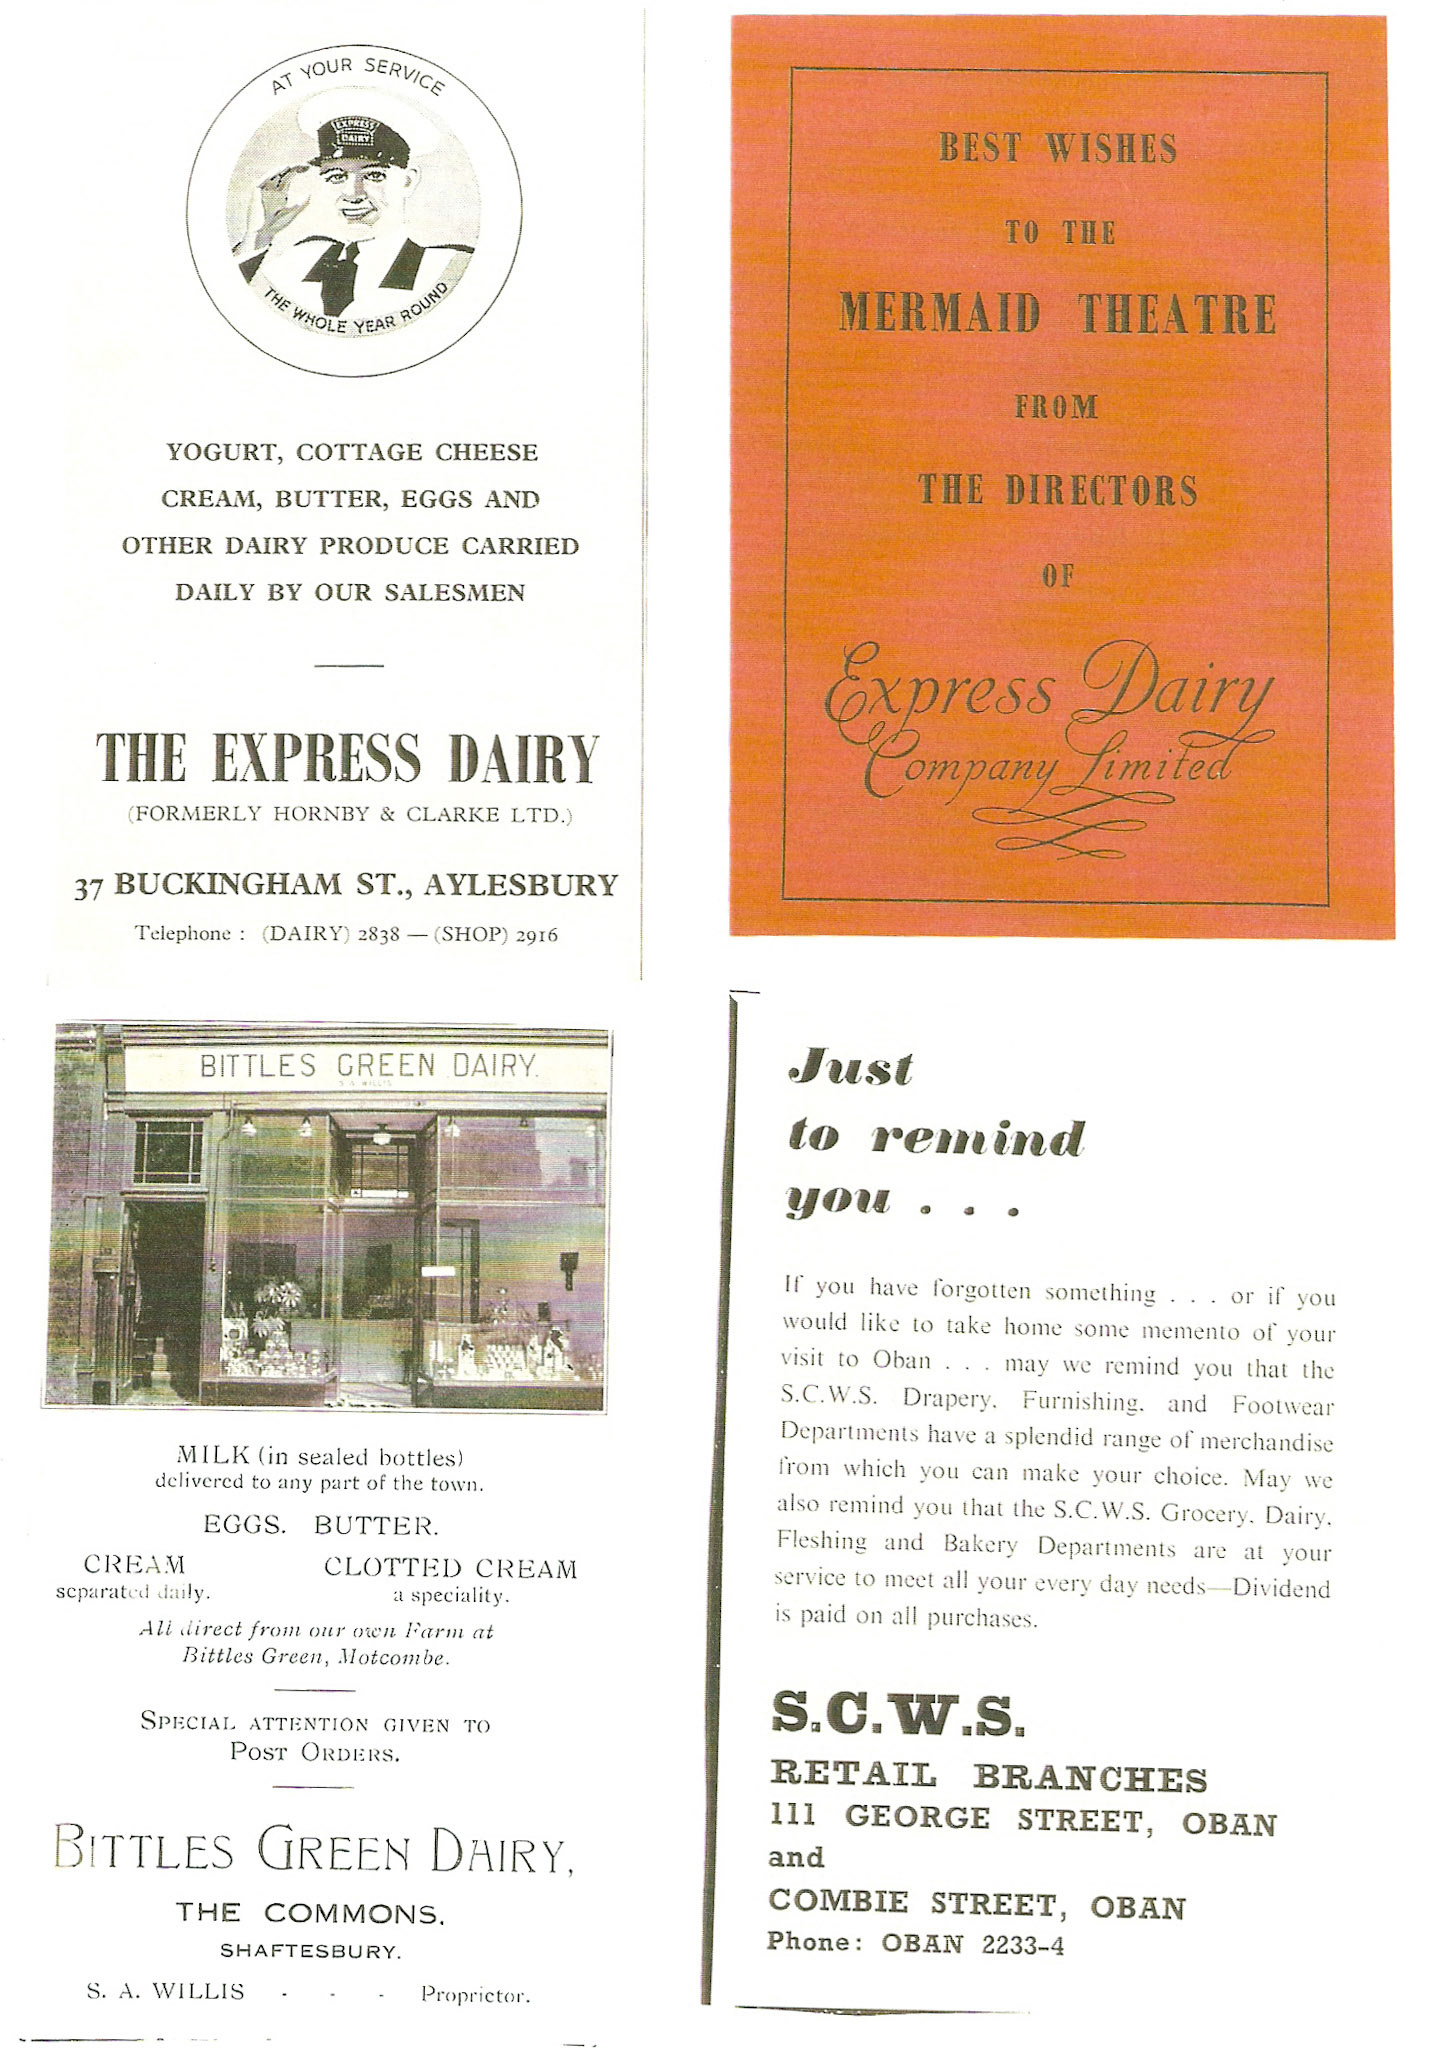 AT YOUR SERVICE
EXPRESS
DAIRY
THE WHOLE YEAR ROUND
YOGURT, COTTAGE CHEESE
CREAM, BUTTER, EGGS AND
OTHER DAIRY PRODUCE CARRIED
DAILY BY OUR SALESMEN
THE EXPRESS DAIRY
(FORMERLY HORNBY & CLARKE LTD.)
37 BUCKINGHAM ST., AYLESBURY
Telephone : (DAIRY) 2838 — (SHOP) 2916
BEST WISHES
TO THE
MERMAID THEATRE
FROM
THE DIRECTORS
OF
Express Dairy
Company Limited
BITTLES GREEN DAIRY.
S. A. WILLIS
MILK (in sealed bottles)
delivered to any part of the town.
EGGS. BUTTER.
CREAM CLOTTED CREAM
separated daily. a speciality.
All direct from our own Farm at
Bittles Green, Motcombe.
SPECIAL ATTENTION GIVEN TO
POST ORDERS.
BITTLES GREEN DAIRY,
THE COMMONS,
SHAFTESBURY.
S. A. WILLIS - - - Proprietor.
Just
to remind
you . . .
If you have forgotten something . . . or if you
would like to take home some memento of your
visit to Oban . . . may we remind you that the
S.C.W.S. Drapery, Furnishing, and Footwear
Departments have a splendid range of merchandise
from which you can make your choice. May we
also remind you that the S.C.W.S. Grocery, Dairy,
Fleshing and Bakery Departments are at your
service to meet all your every day needs—Dividend
is paid on all purchases.
S.C.W.S.
RETAIL BRANCHES
111 GEORGE STREET, OBAN
and
COMBIE STREET, OBAN
Phone: OBAN 2233-4